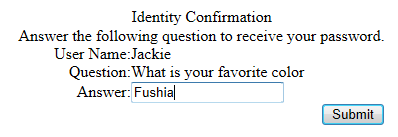 Identity Confirmation
Answer the following question to receive your password.
User Name:Jackie
Question:What is your favorite color
Answer:Fushia
Submit